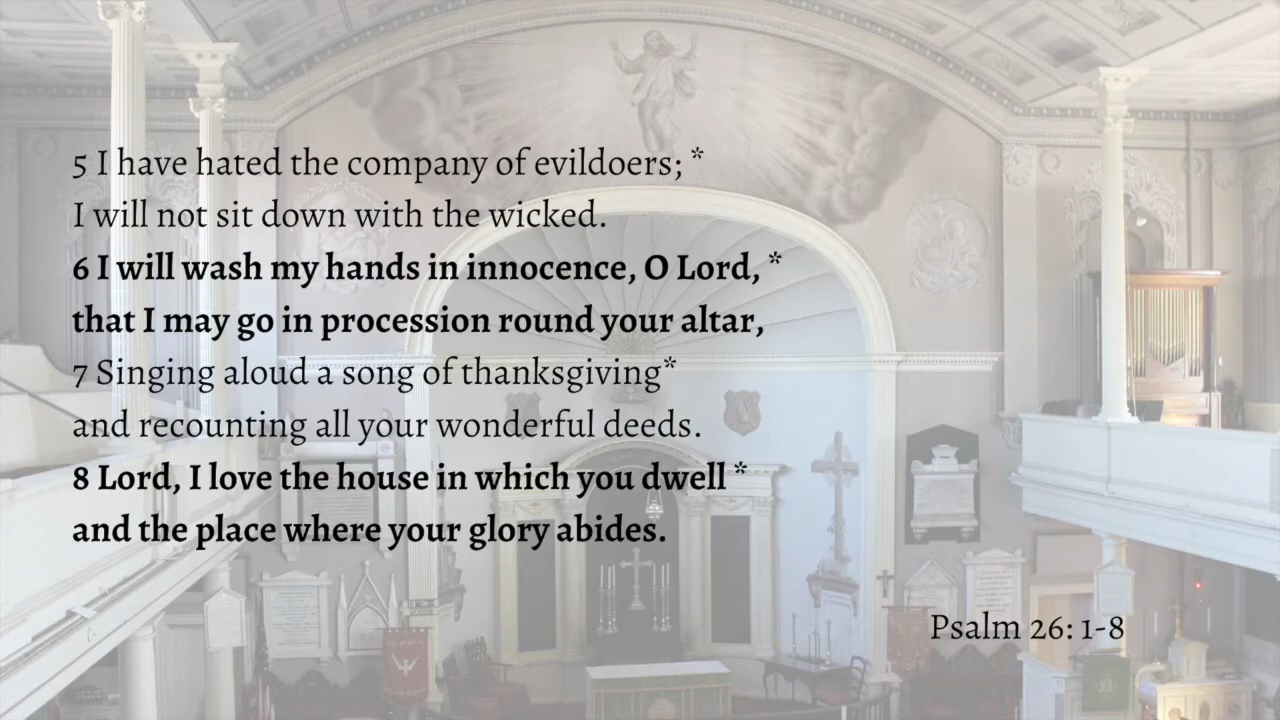 5 I have hated the company of evildoers; *
I will not sit down with the wicked.
6 I will wash my hands in innocence, O Lord, *
that I may go in procession round your altar,
7 Singing aloud a song of thanksgiving*
and recounting all your wonderful deeds.
8 Lord, I love the house in which you dwell *
and the place where your glory abides.
Psalm 26: 1-8